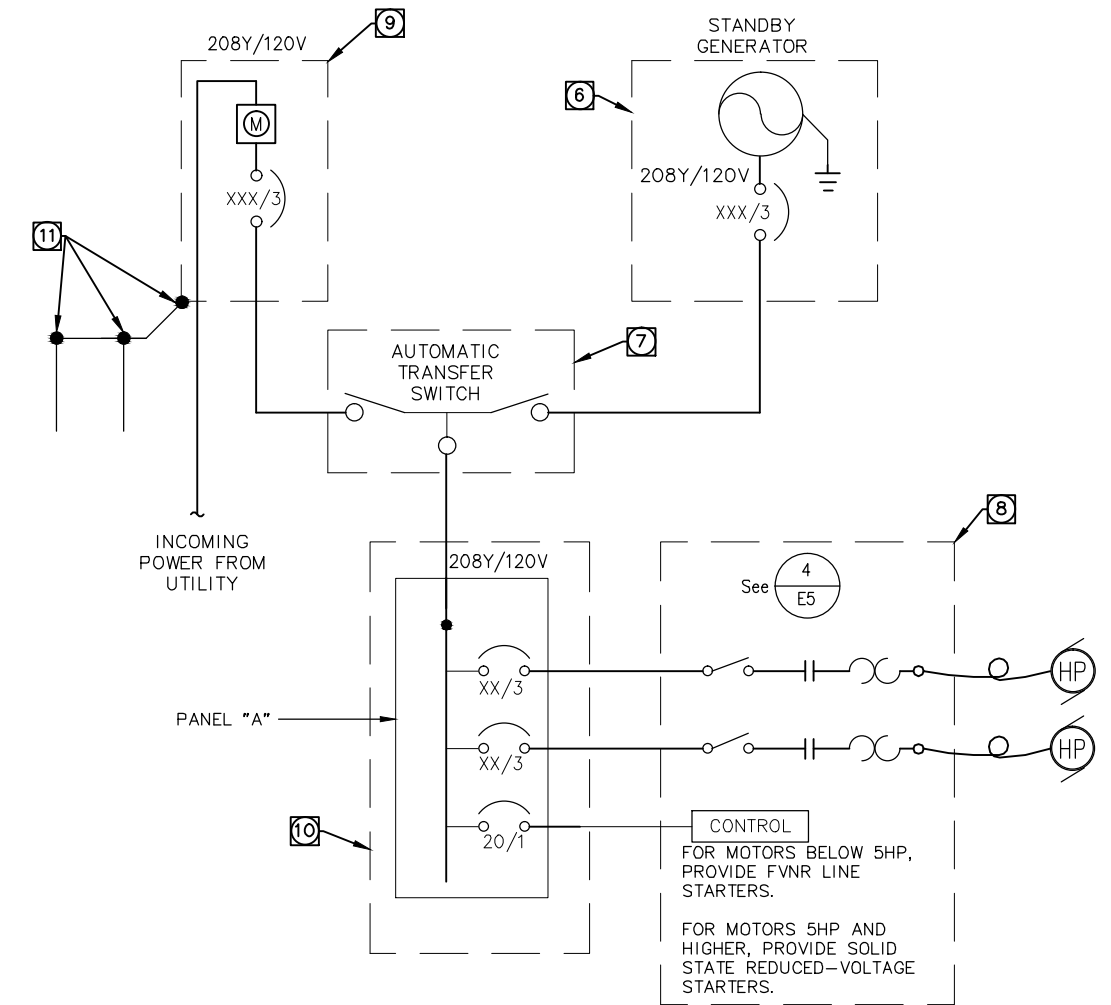 9
208Y/120V
M
XXX/3
11
INCOMING
POWER FROM
UTILITY
STANDBY
GENERATOR
6
208Y/120V
XXX/3
AUTOMATIC
TRANSFER
SWITCH
7
208Y/120V
PANEL "A"
XX/3
XX/3
20/1
10
8
See
4
E5
HP
HP
CONTROL
FOR MOTORS BELOW 5HP,
PROVIDE FVNR LINE
STARTERS.
FOR MOTORS 5HP AND
HIGHER, PROVIDE SOLID
STATE REDUCED-VOLTAGE
STARTERS.